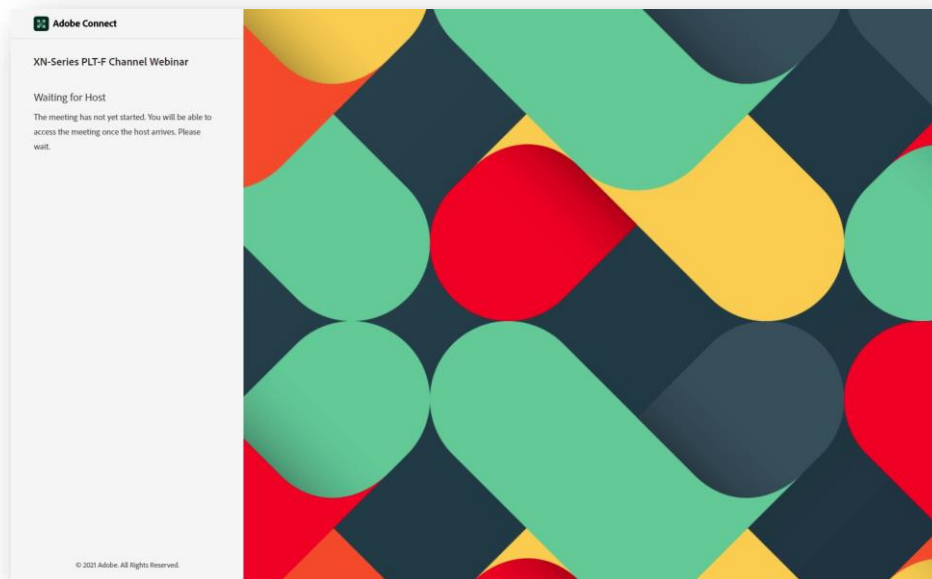 Adobe Connect
XN-Series PLT-F Channel Webinar
Waiting for Host
The meeting has not yet started. You will be able to
access the meeting once the host arrives. Please
wait.
© 2021 Adobe. All Rights Reserved.